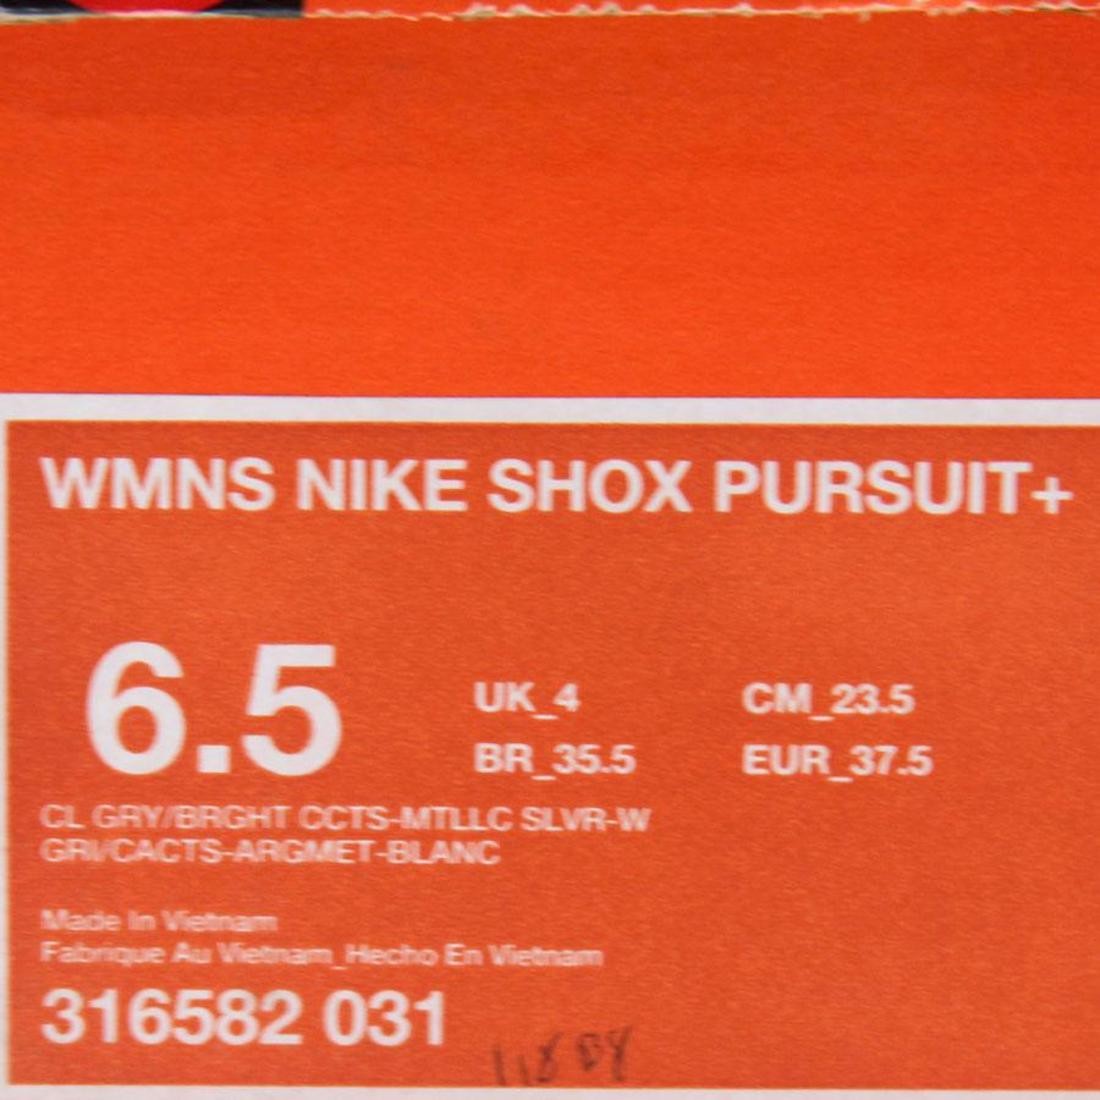 WMNS NIKE SHOX PURSUIT+
6.5
UK_4 CM_23.5
BR_35.5 EUR_37.5
CL GRY/BRGHT CCTS-MTLLC SLVR-W
GRI/CACTS-ARGMET-BLANC
Made In Vietnam
Fabrique Au Vietnam_Hecho En Vietnam
316582 031